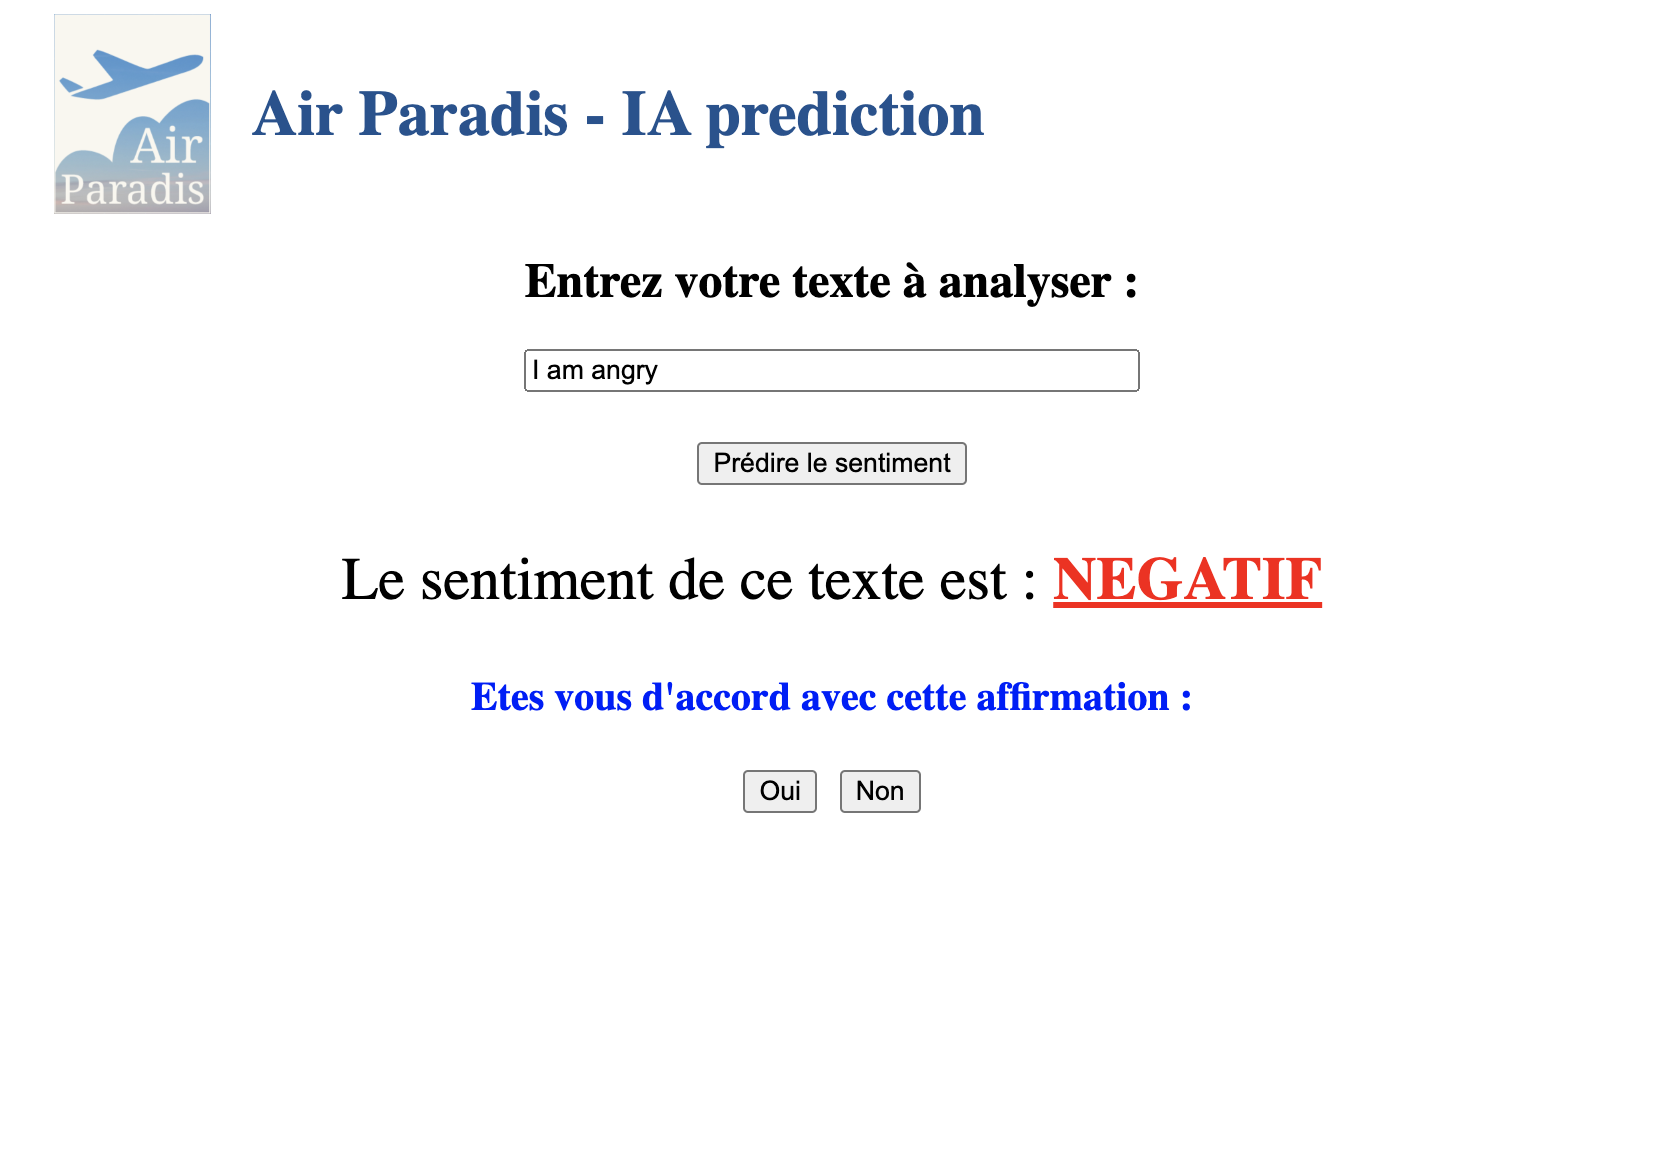 Air
Paradis
Air Paradis - IA prediction
Entrez votre texte à analyser :
I am angry
Prédire le sentiment
Le sentiment de ce texte est : NEGATIF
Etes vous d'accord avec cette affirmation :
Oui Non